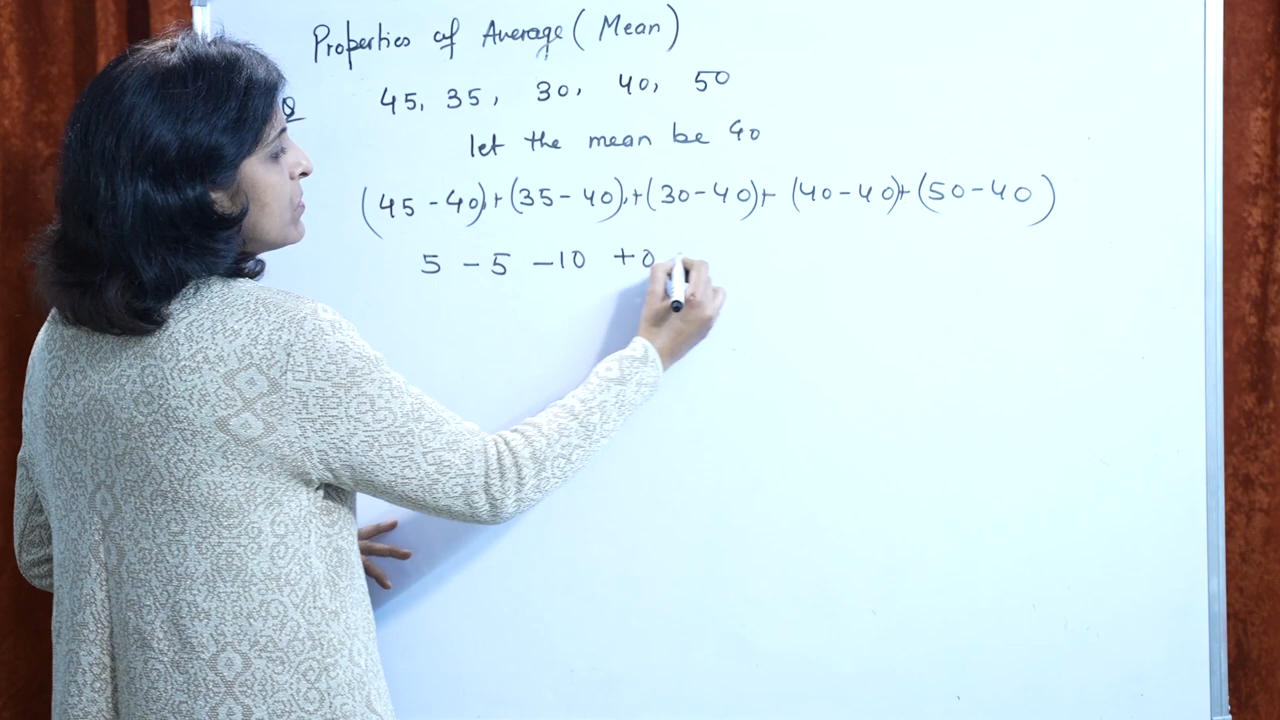 Properties of Average (Mean)
Q 45, 35, 30, 40, 50
let the mean be 40
(45 - 40) + (35 - 40) + (30 - 40) + (40 - 40) + (50 - 40)
5 - 5 - 10 + 0